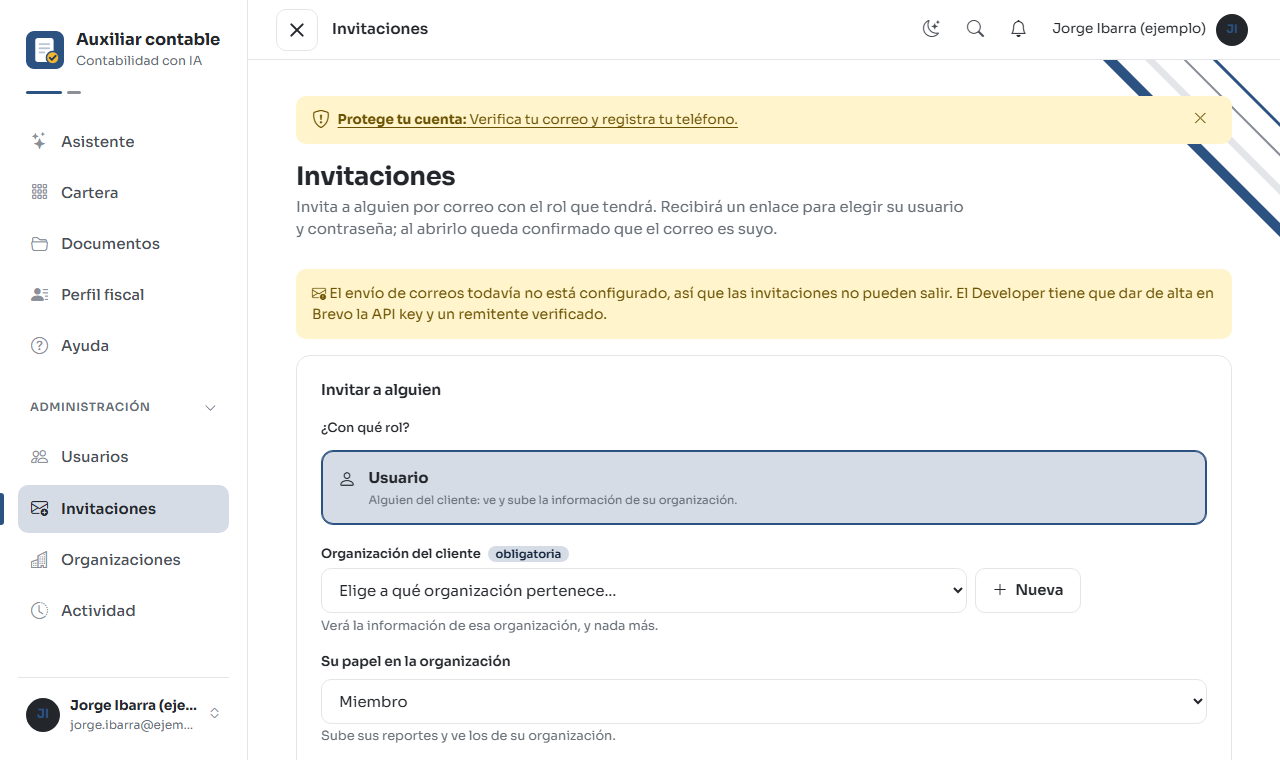 Auxiliar contable
Contabilidad con IA
Asistente
Cartera
Documentos
Perfil fiscal
Ayuda
ADMINISTRACIÓN
Usuarios
Invitaciones
Organizaciones
Actividad
JI
Jorge Ibarra (eje...
jorge.ibarra@ejem...
Invitaciones
Jorge Ibarra (ejemplo)
JI
Protege tu cuenta: Verifica tu correo y registra tu teléfono.
Invitaciones
Invita a alguien por correo con el rol que tendrá. Recibirá un enlace para elegir su usuario
y contraseña; al abrirlo queda confirmado que el correo es suyo.
El envío de correos todavía no está configurado, así que las invitaciones no pueden salir. El Developer tiene que dar de alta en
Brevo la API key y un remitente verificado.
Invitar a alguien
¿Con qué rol?
Usuario
Alguien del cliente: ve y sube la información de su organización.
Organización del cliente obligatoria
Elige a qué organización pertenece...
Nueva
Verá la información de esa organización, y nada más.
Su papel en la organización
Miembro
Sube sus reportes y ve los de su organización.